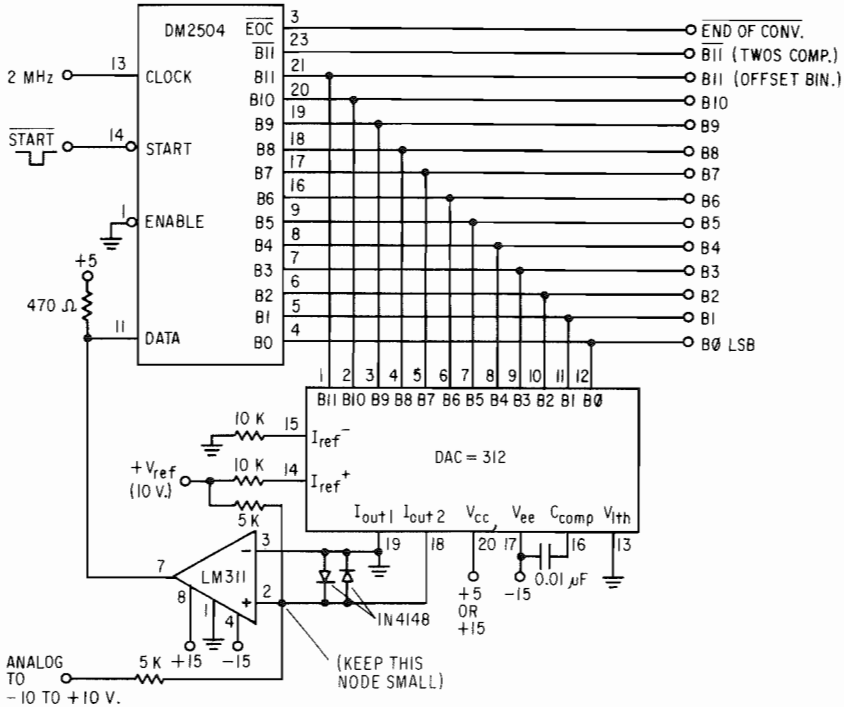 DM2504
EOC 3 END OF CONV.
B11 23 B11 (TWOS COMP.)
2 MHz 13 CLOCK B11 21 B11 (OFFSET BIN.)
B10 20 B10
B9 19 B9
START 14 START B8 18 B8
B7 17 B7
B6 16 B6
1 ENABLE B5 9 B5
B4 8 B4
+5 B3 7 B3
470 Ω B2 6 B2
B1 5 B1
11 DATA B0 4 BØ LSB
1 2 3 4 5 6 7 8 9 10 11 12
B11 B10 B9 B8 B7 B6 B5 B4 B3 B2 B1 BØ
10 K 15 Iref-
DAC = 312
+Vref 10 K 14 Iref+
(10 V.)
5 K
Iout1 Iout2 Vcc Vee Ccomp Vlth
19 18 20 17 16 13
0.01 µF
+5
OR
+15
-15
7 LM311 - 3
+ 2
8 1 4
+15 -15
IN4148
(KEEP THIS
NODE SMALL)
ANALOG
TO
-10 TO +10 V.
5 K